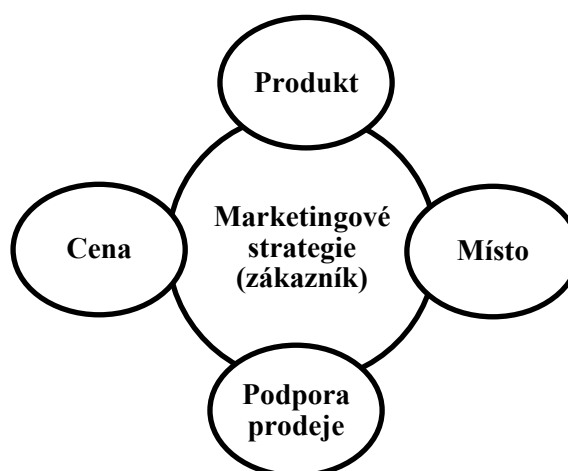 Produkt
Cena
Marketingové
strategie
(zákazník)
Místo
Podpora
prodeje